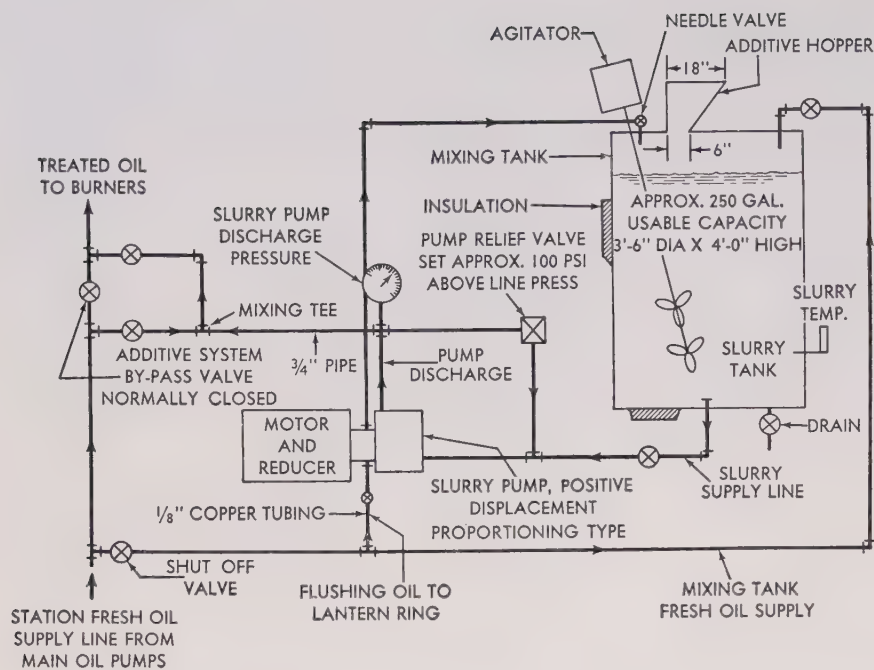 NEEDLE VALVE
AGITATOR
ADDITIVE HOPPER
18"
6"
MIXING TANK
TREATED OIL
TO BURNERS
INSULATION
APPROX. 250 GAL.
USABLE CAPACITY
3'-6" DIA X 4'-0" HIGH
SLURRY PUMP
DISCHARGE
PRESSURE
PUMP RELIEF VALVE
SET APPROX. 100 PSI
ABOVE LINE PRESS
MIXING TEE
SLURRY
TEMP.
SLURRY
TANK
ADDITIVE SYSTEM
BY-PASS VALVE
NORMALLY CLOSED
3/4" PIPE
PUMP
DISCHARGE
MOTOR
AND
REDUCER
DRAIN
SLURRY
SUPPLY LINE
SLURRY PUMP, POSITIVE
DISPLACEMENT
PROPORTIONING TYPE
1/8" COPPER TUBING
SHUT OFF
VALVE
FLUSHING OIL TO
LANTERN RING
MIXING TANK
FRESH OIL SUPPLY
STATION FRESH OIL
SUPPLY LINE FROM
MAIN OIL PUMPS